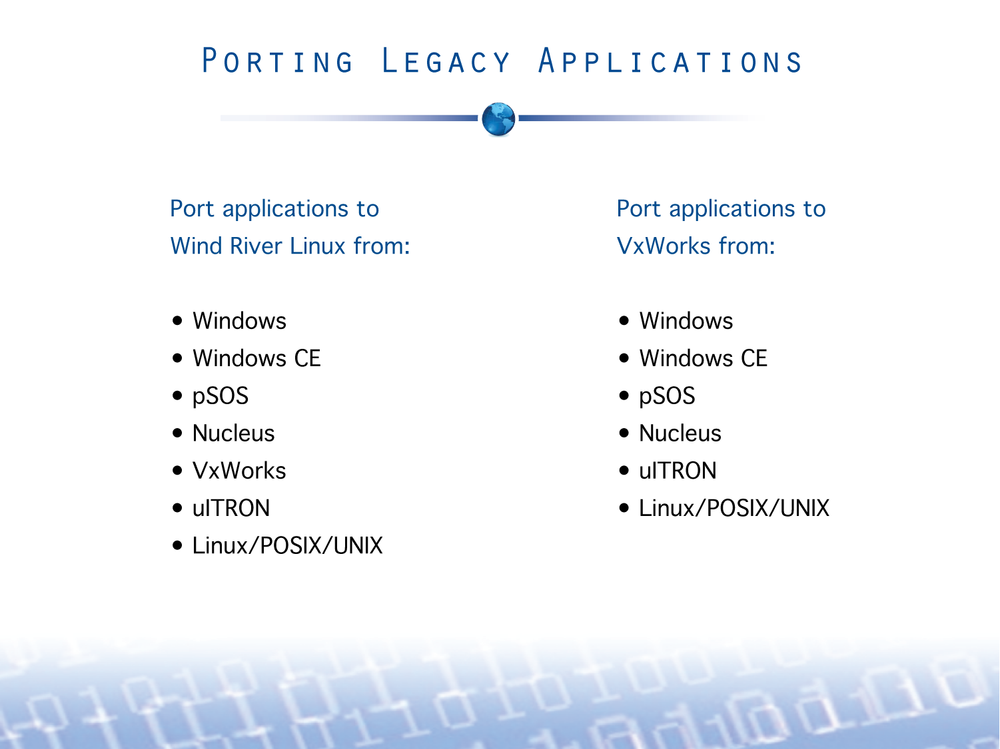 Porting Legacy Applications
Port applications to
Wind River Linux from:
• Windows
• Windows CE
• pSOS
• Nucleus
• VxWorks
• uITRON
• Linux/POSIX/UNIX
Port applications to
VxWorks from:
• Windows
• Windows CE
• pSOS
• Nucleus
• uITRON
• Linux/POSIX/UNIX